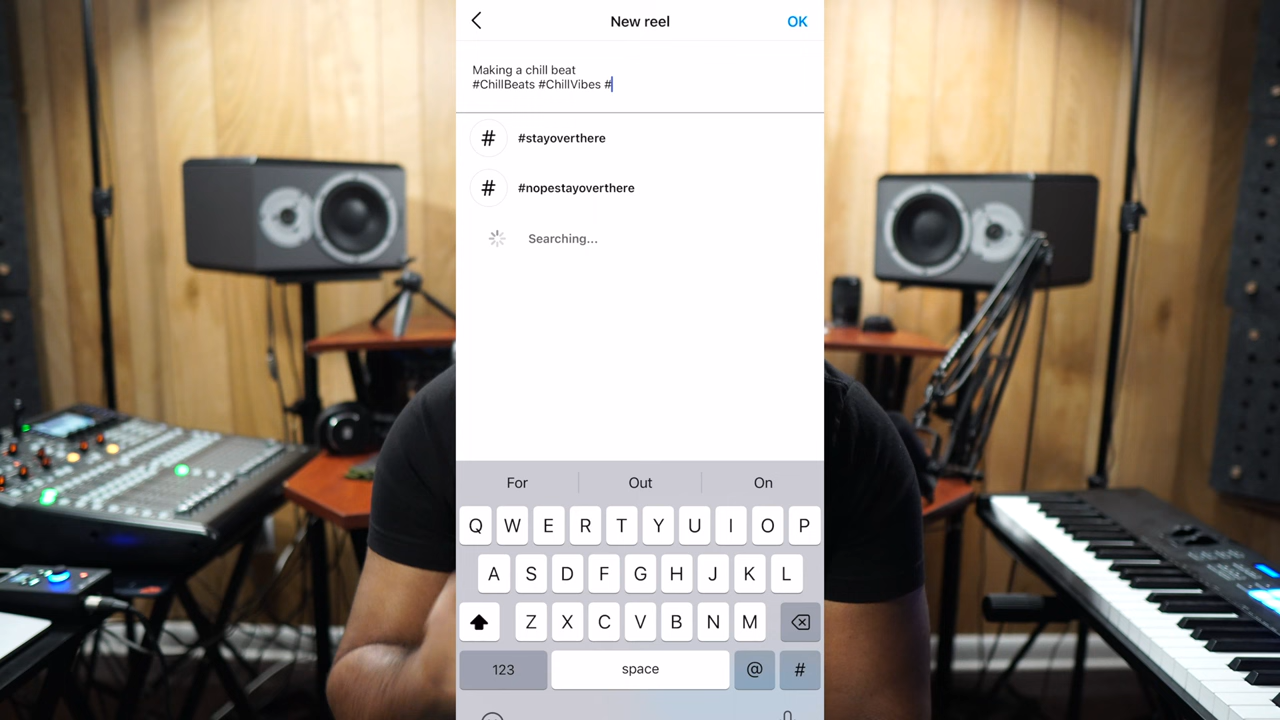 New reel
OK
Making a chill beat
#ChillBeats #ChillVibes #
# #stayoverthere
# #nopestayoverthere
Searching...
For Out On
Q W E R T Y U I O P
A S D F G H J K L
Z X C V B N M
123 space @ #